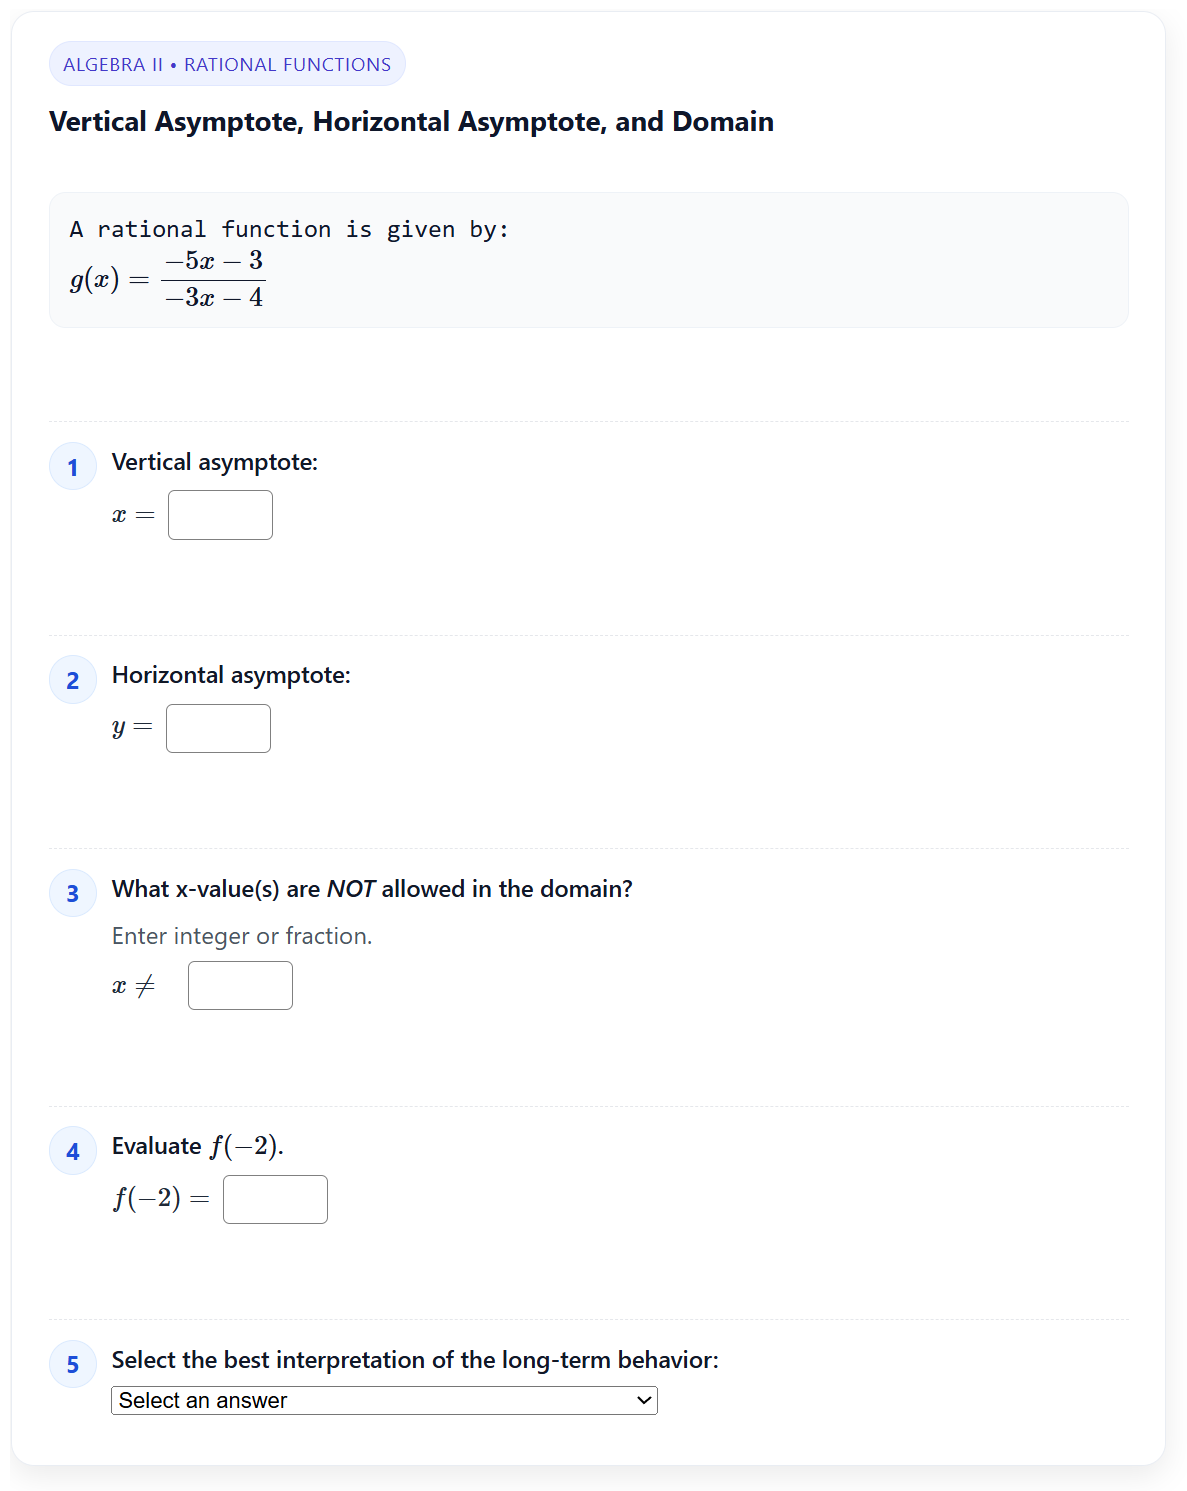 ALGEBRA II • RATIONAL FUNCTIONS
Vertical Asymptote, Horizontal Asymptote, and Domain
A rational function is given by:
g(x) = \frac{-5x - 3}{-3x - 4}
1 Vertical asymptote:
x =
2 Horizontal asymptote:
y =
3 What x-value(s) are NOT allowed in the domain?
Enter integer or fraction.
x ≠
4 Evaluate f(−2).
f(−2) =
5 Select the best interpretation of the long-term behavior:
Select an answer